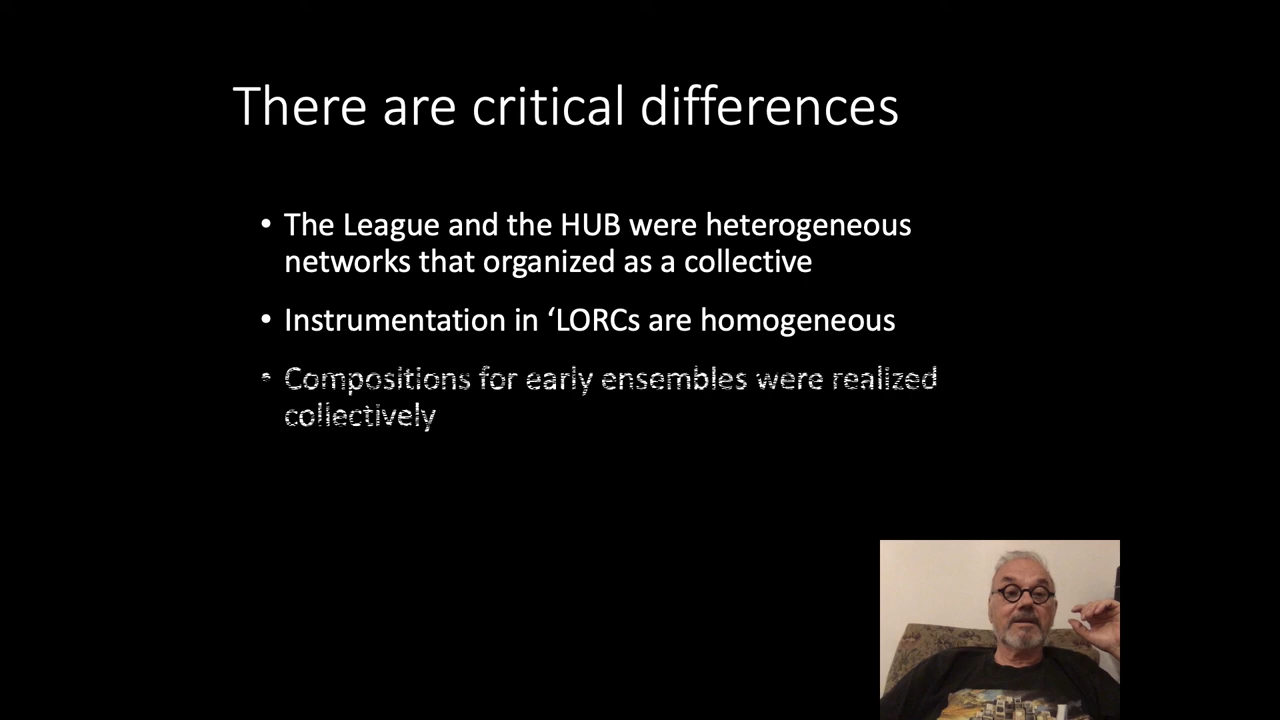 There are critical differences
• The League and the HUB were heterogeneous
networks that organized as a collective
• Instrumentation in ‘LORCs are homogeneous
• Compositions for early ensembles were realized
collectively